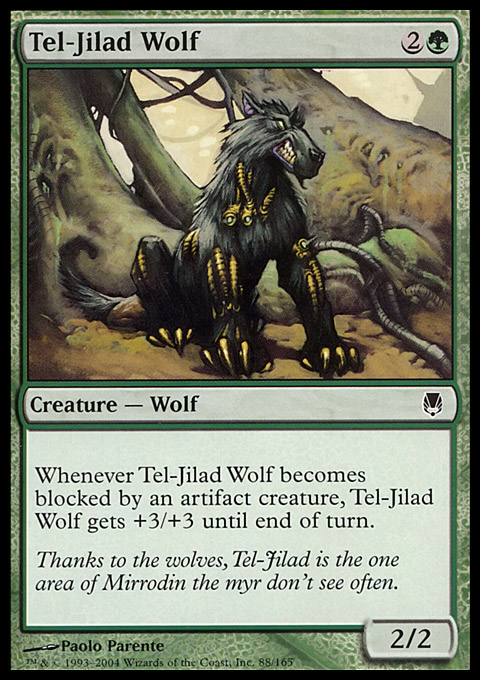 Tel-Jilad Wolf 2
Creature — Wolf
Whenever Tel-Jilad Wolf becomes
blocked by an artifact creature, Tel-Jilad
Wolf gets +3/+3 until end of turn.
Thanks to the wolves, Tel-Jilad is the one
area of Mirrodin the myr don't see often.
Paolo Parente
2/2
™ & © 1993–2004 Wizards of the Coast, Inc. 88/165